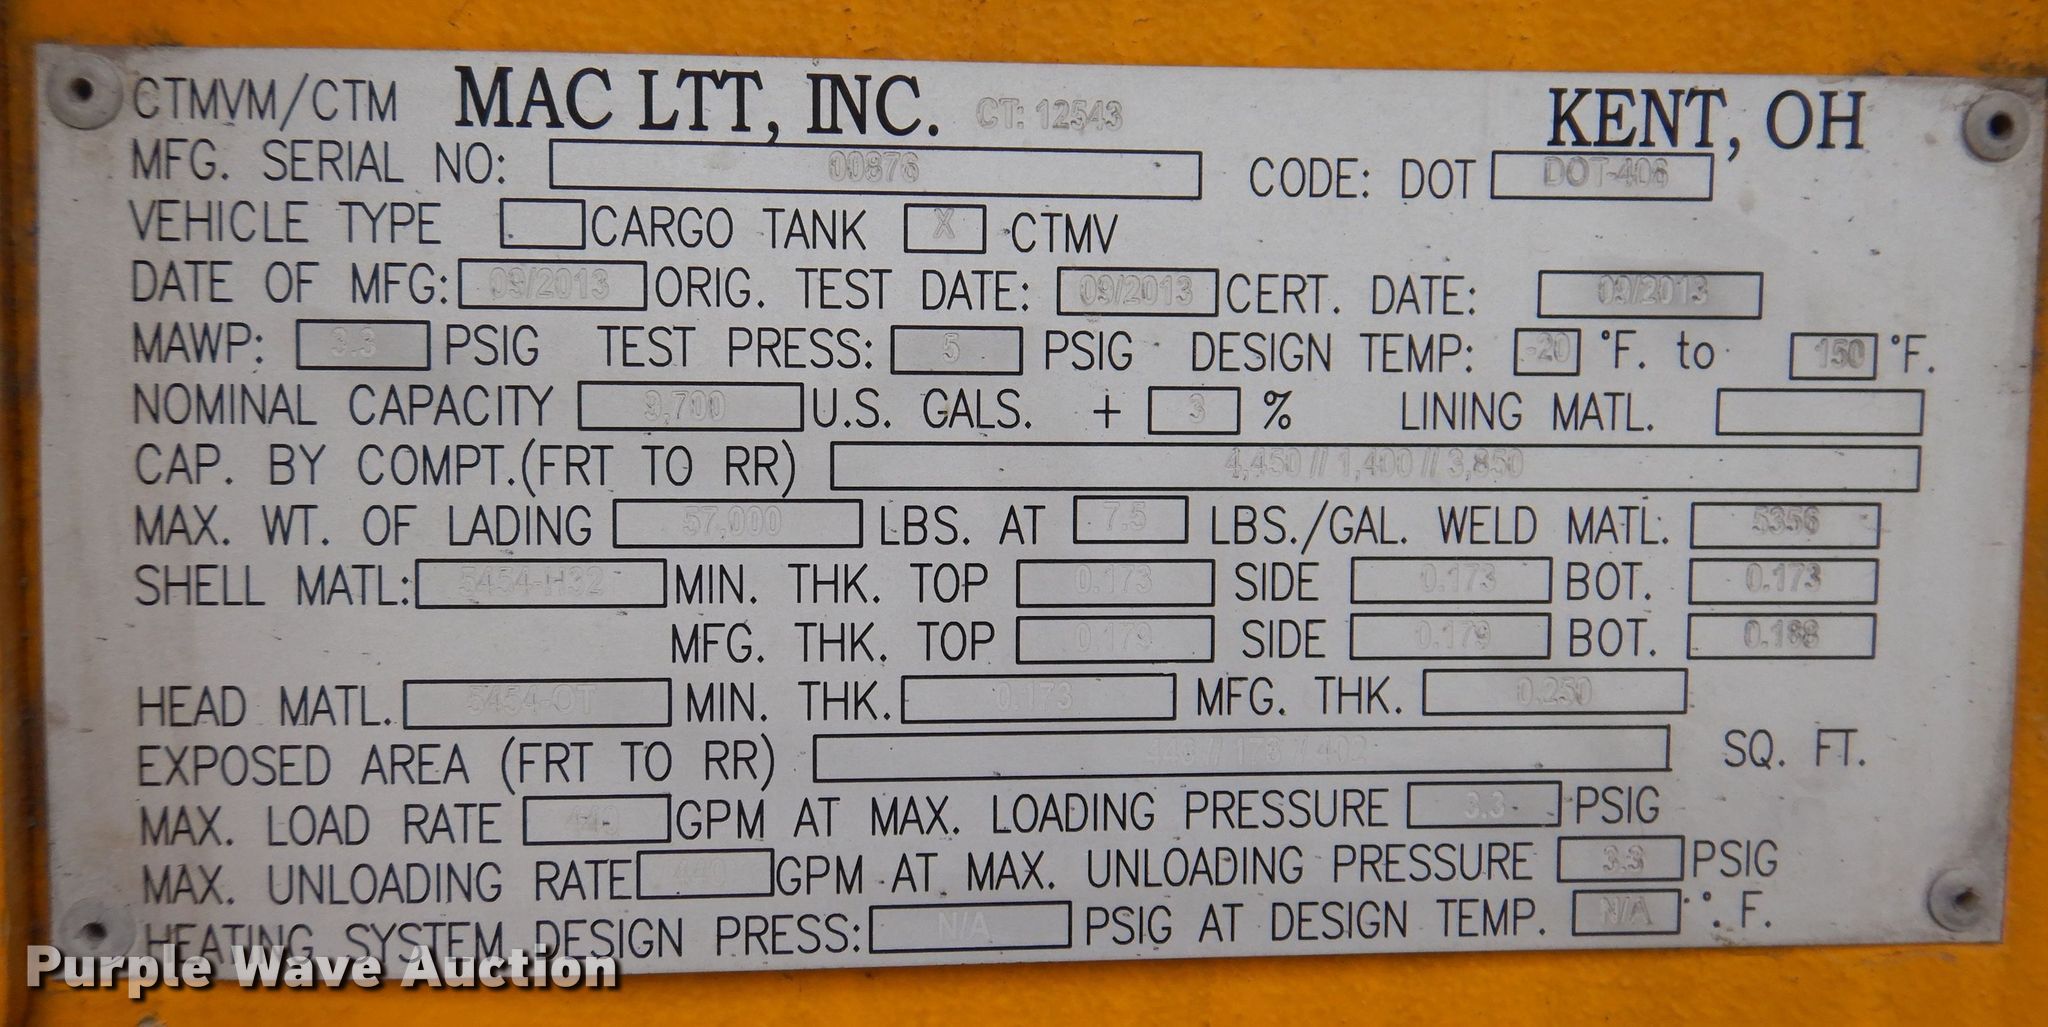 CTMVM/CTM MAC LTT, INC. CT: 12543 KENT, OH
MFG. SERIAL NO: 00876 CODE: DOT DOT-406
VEHICLE TYPE CARGO TANK X CTMV
DATE OF MFG: 09/2013 ORIG. TEST DATE: 09/2013 CERT. DATE: 09/2013
MAWP: 3.3 PSIG TEST PRESS: 5 PSIG DESIGN TEMP: -20 °F. to 150 °F.
NOMINAL CAPACITY 9,700 U.S. GALS. + 3 % LINING MATL.
CAP. BY COMPT.(FRT TO RR) 4,450 // 1,400 // 3,850
MAX. WT. OF LADING 57,000 LBS. AT 7.5 LBS./GAL. WELD MATL: 5356
SHELL MATL: 5454-H32 MIN. THK. TOP 0.173 SIDE 0.173 BOT. 0.173
MFG. THK. TOP 0.179 SIDE 0.179 BOT. 0.188
HEAD MATL. 5454-OT MIN. THK. 0.173 MFG. THK. 0.250
EXPOSED AREA (FRT TO RR) // 173 // 402 SQ. FT.
MAX. LOAD RATE 440 GPM AT MAX. LOADING PRESSURE 3.3 PSIG
MAX. UNLOADING RATE 440 GPM AT MAX. UNLOADING PRESSURE 3.3 PSIG
HEATING SYSTEM DESIGN PRESS: N/A PSIG AT DESIGN TEMP. N/A °. F.
Purple Wave Auction